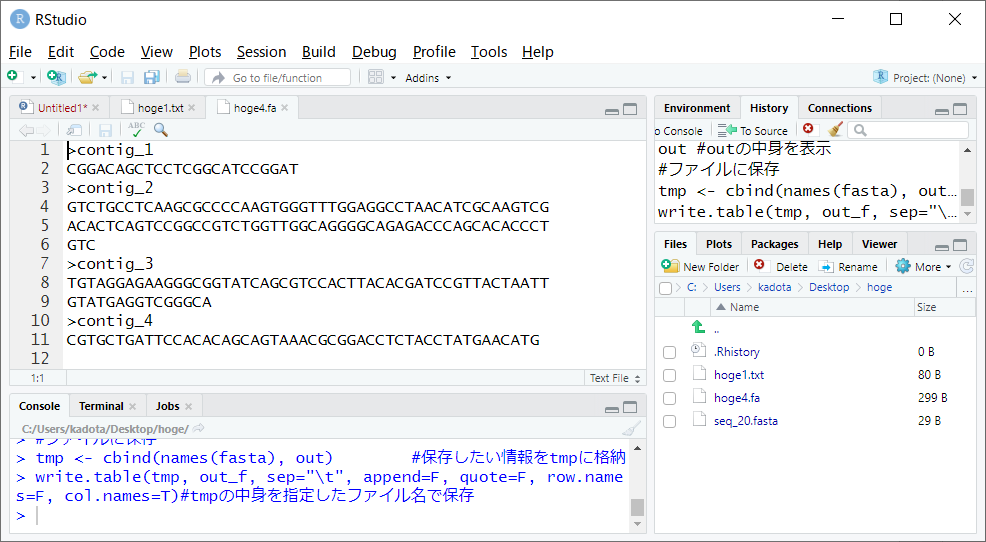 RStudio
File Edit Code View Plots Session Build Debug Profile Tools Help
Go to file/function Addins Project: (None)
Untitled1* hoge1.txt hoge4.fa
ABC
1 >contig_1
2 CGGACAGCTCCTCGGCATCCGGAT
3 >contig_2
4 GTCTGCCTCAAGCGCCCCAAGTGGGTTTGGAGGCCTAACATCGCAAGTCG
5 ACACTCAGTCCGGCCGTCTGGTTGGCAGGGGCAGAGACCCAGCACACCCT
6 GTC
7 >contig_3
8 TGTAGGAGAAGGGCGGTATCAGCGTCCACTTACACGATCCGTTACTAATT
9 GTATGAGGTCGGGCA
10 >contig_4
11 CGTGCTGATTCCACACAGCAGTAAACGCGGACCTCTACCTATGAACATG
12
1:1 Text File
Console Terminal Jobs
C:/Users/kadota/Desktop/hoge/
> #ファイルに保存
> tmp <- cbind(names(fasta), out) #保存したい情報をtmpに格納
> write.table(tmp, out_f, sep="\t", append=F, quote=F, row.name
s=F, col.names=T)#tmpの中身を指定したファイル名で保存
>
Environment History Connections
o Console To Source
out #outの中身を表示
#ファイルに保存
tmp <- cbind(names(fasta), out…
write.table(tmp, out_f, sep="\…
Files Plots Packages Help Viewer
New Folder Delete Rename More
C: Users kadota Desktop hoge ...
Name Size
..
.Rhistory 0 B
hoge1.txt 80 B
hoge4.fa 299 B
seq_20.fasta 29 B